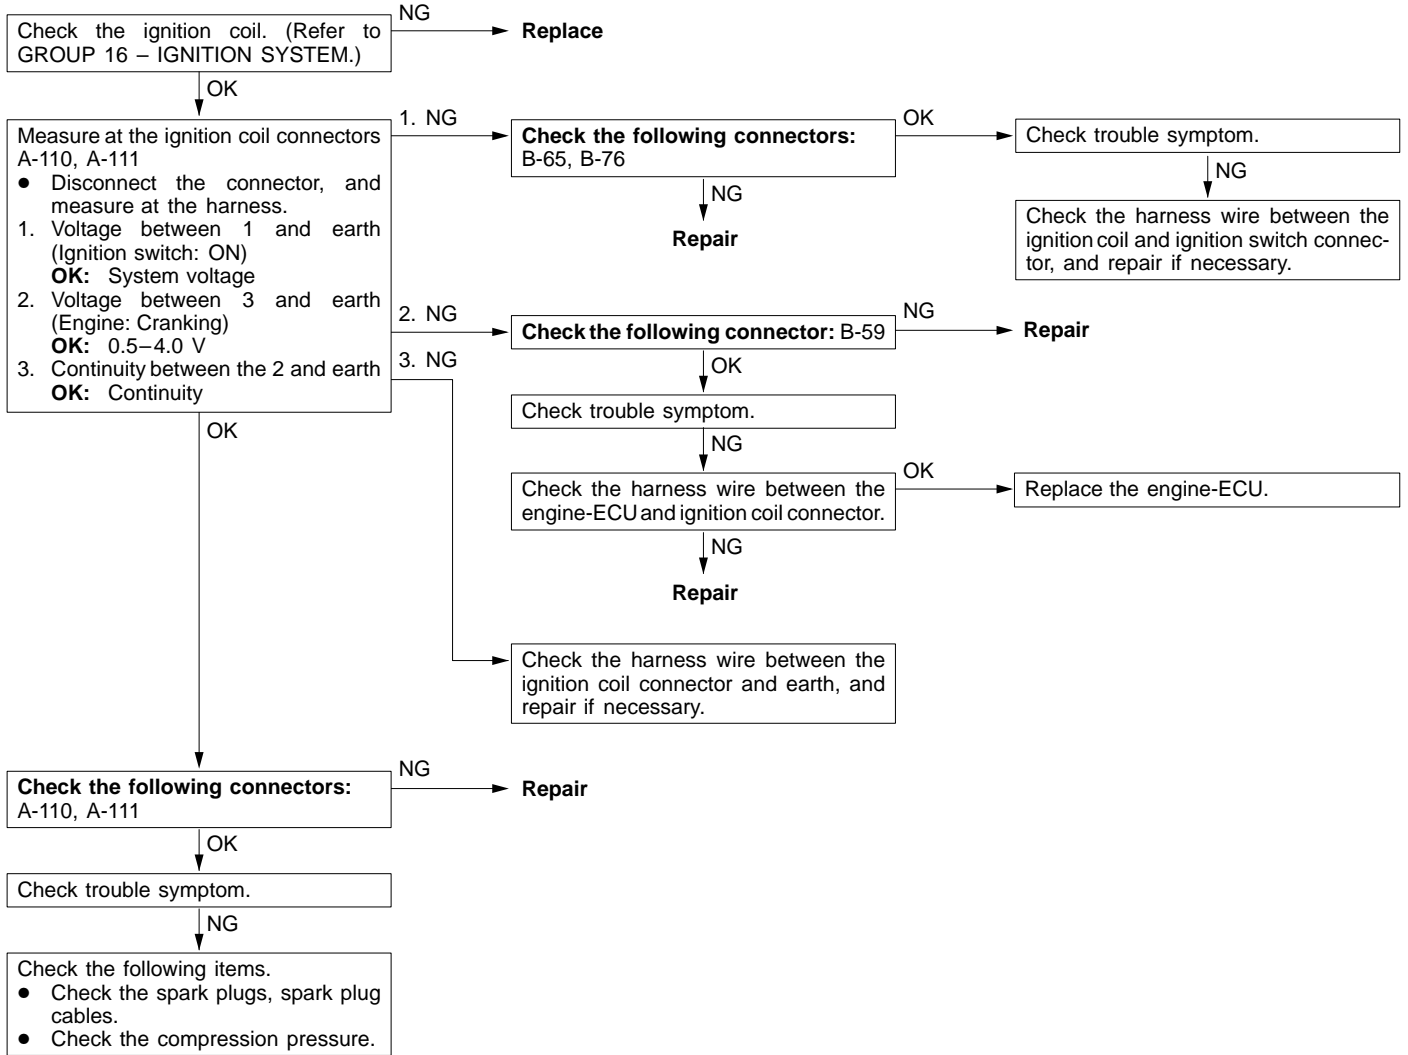 Check the ignition coil. (Refer to
GROUP 16 – IGNITION SYSTEM.)
NG
Replace
OK
Measure at the ignition coil connectors
A-110, A-111
● Disconnect the connector, and
measure at the harness.
1. Voltage between 1 and earth
(Ignition switch: ON)
OK: System voltage
2. Voltage between 3 and earth
(Engine: Cranking)
OK: 0.5–4.0 V
3. Continuity between the 2 and earth
OK: Continuity
1. NG
Check the following connectors:
B-65, B-76
OK
Check trouble symptom.
NG
Check the harness wire between the
ignition coil and ignition switch connec-
tor, and repair if necessary.
NG
Repair
2. NG
Check the following connector: B-59
NG
Repair
OK
Check trouble symptom.
NG
Check the harness wire between the
engine-ECU and ignition coil connector.
OK
Replace the engine-ECU.
NG
Repair
3. NG
Check the harness wire between the
ignition coil connector and earth, and
repair if necessary.
OK
Check the following connectors:
A-110, A-111
NG
Repair
OK
Check trouble symptom.
NG
Check the following items.
● Check the spark plugs, spark plug
cables.
● Check the compression pressure.